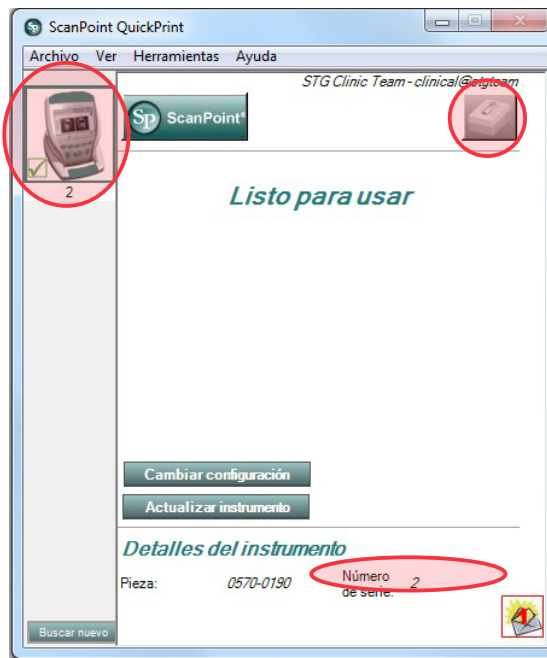 ScanPoint QuickPrint
Archivo Ver Herramientas Ayuda
STG Clinic Team - clinical@stgteam
Sp ScanPoint®
2
Listo para usar
Cambiar configuración
Actualizar instrumento
Detalles del instrumento
Pieza: 0570-0190 Número de serie: 2
Buscar nuevo